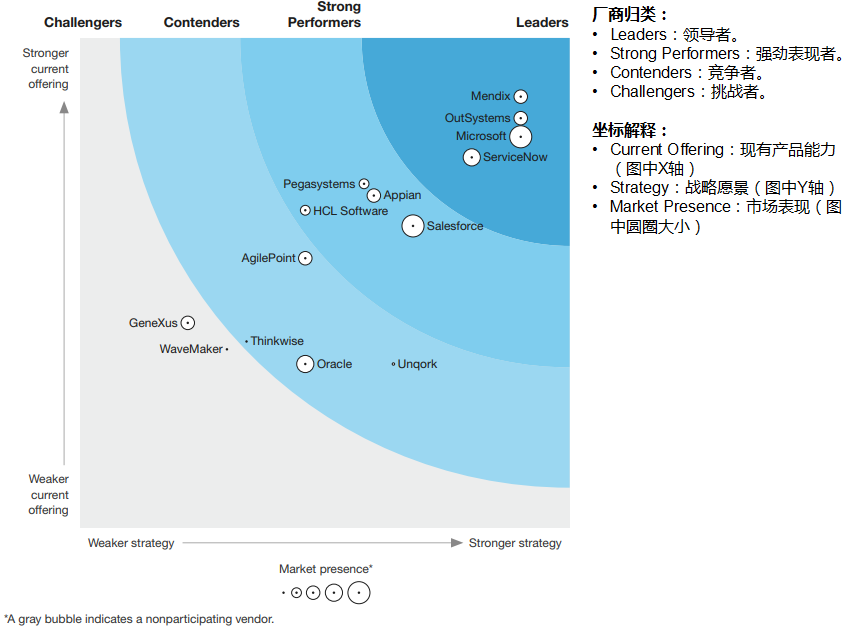 Challengers
Contenders
Strong
Performers
Leaders
Stronger
current
offering
Mendix
OutSystems
Microsoft
ServiceNow
Pegasystems
Appian
HCL Software
Salesforce
AgilePoint
GeneXus
Thinkwise
WaveMaker
Oracle
Unqork
Weaker
current
offering
Weaker strategy
Stronger strategy
Market presence*
*A gray bubble indicates a nonparticipating vendor.
厂商归类：
• Leaders：领导者。
• Strong Performers：强劲表现者。
• Contenders：竞争者。
• Challengers：挑战者。
坐标解释：
• Current Offering：现有产品能力
（图中X轴）
• Strategy：战略愿景（图中Y轴）
• Market Presence：市场表现（图
中圆圈大小）